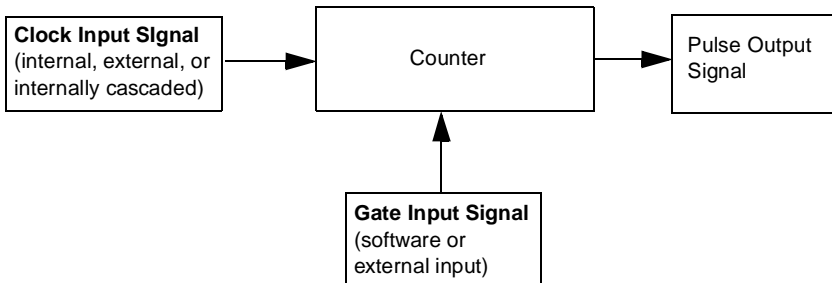 Clock Input SIgnal
(internal, external, or
internally cascaded)
Counter
Pulse Output
Signal
Gate Input Signal
(software or
external input)